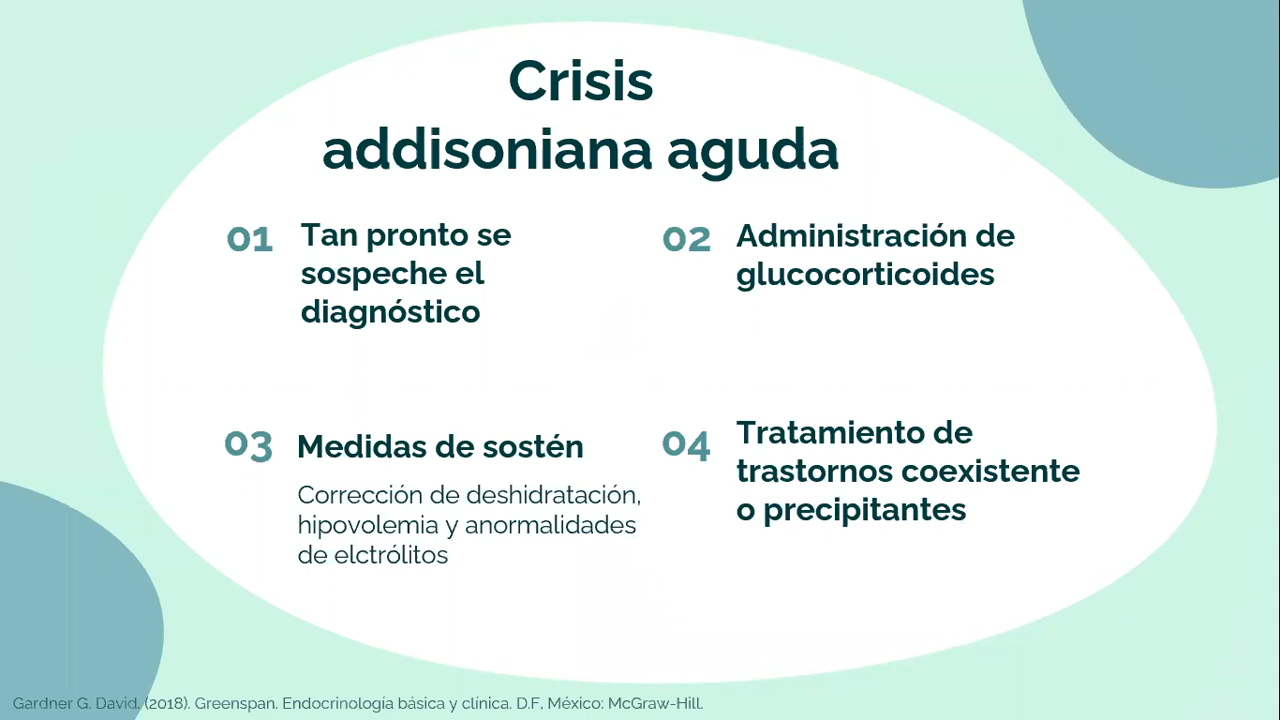 Crisis
addisoniana aguda
01 Tan pronto se
sospeche el
diagnóstico
02 Administración de
glucocorticoides
03 Medidas de sostén
Corrección de deshidratación,
hipovolemia y anormalidades
de elctrólitos
04 Tratamiento de
trastornos coexistente
o precipitantes
Gardner G. David. (2018). Greenspan. Endocrinología básica y clínica. D.F, México: McGraw-Hill.